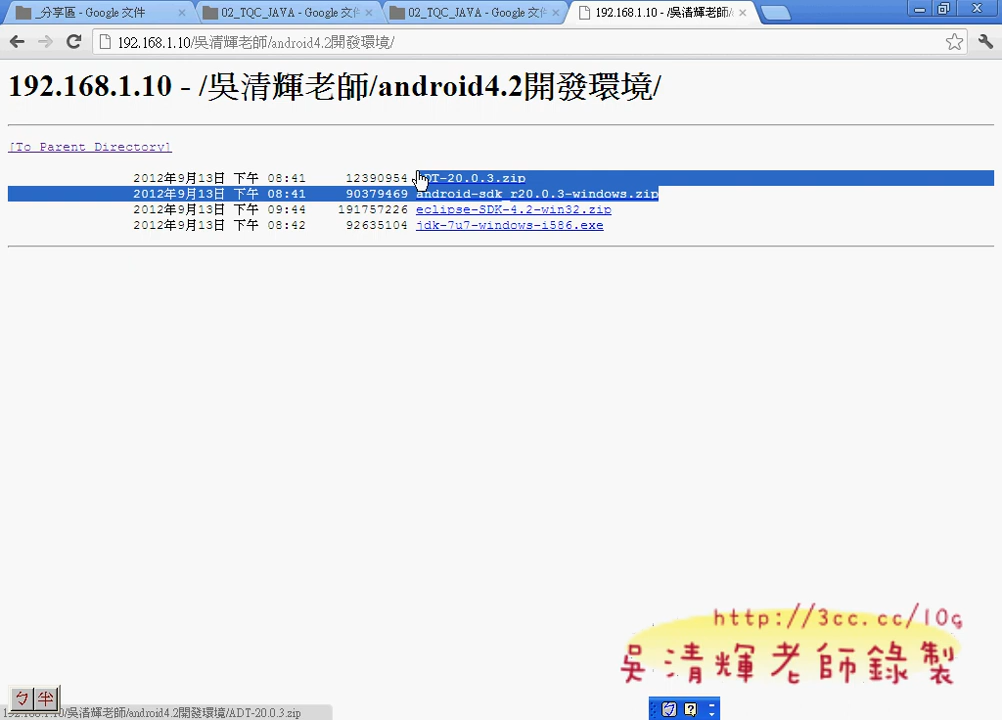 _分享區 - Google 文件
02_TQC_JAVA - Google 文件
02_TQC_JAVA - Google 文件
192.168.1.10 - /吳清輝老師/
192.168.1.10/吳清輝老師/android4.2開發環境/
192.168.1.10 - /吳清輝老師/android4.2開發環境/
[To Parent Directory]
2012年9月13日 下午 08:41 12390954 ADT-20.0.3.zip
2012年9月13日 下午 08:41 90379469 android-sdk_r20.0.3-windows.zip
2012年9月13日 下午 09:44 191757226 eclipse-SDK-4.2-win32.zip
2012年9月13日 下午 08:42 92635104 jdk-7u7-windows-i586.exe
http://3cc.cc/10g
吳清輝老師錄製
ㄅ半
192.168.1.10/吳清輝老師/android4.2開發環境/ADT-20.0.3.zip